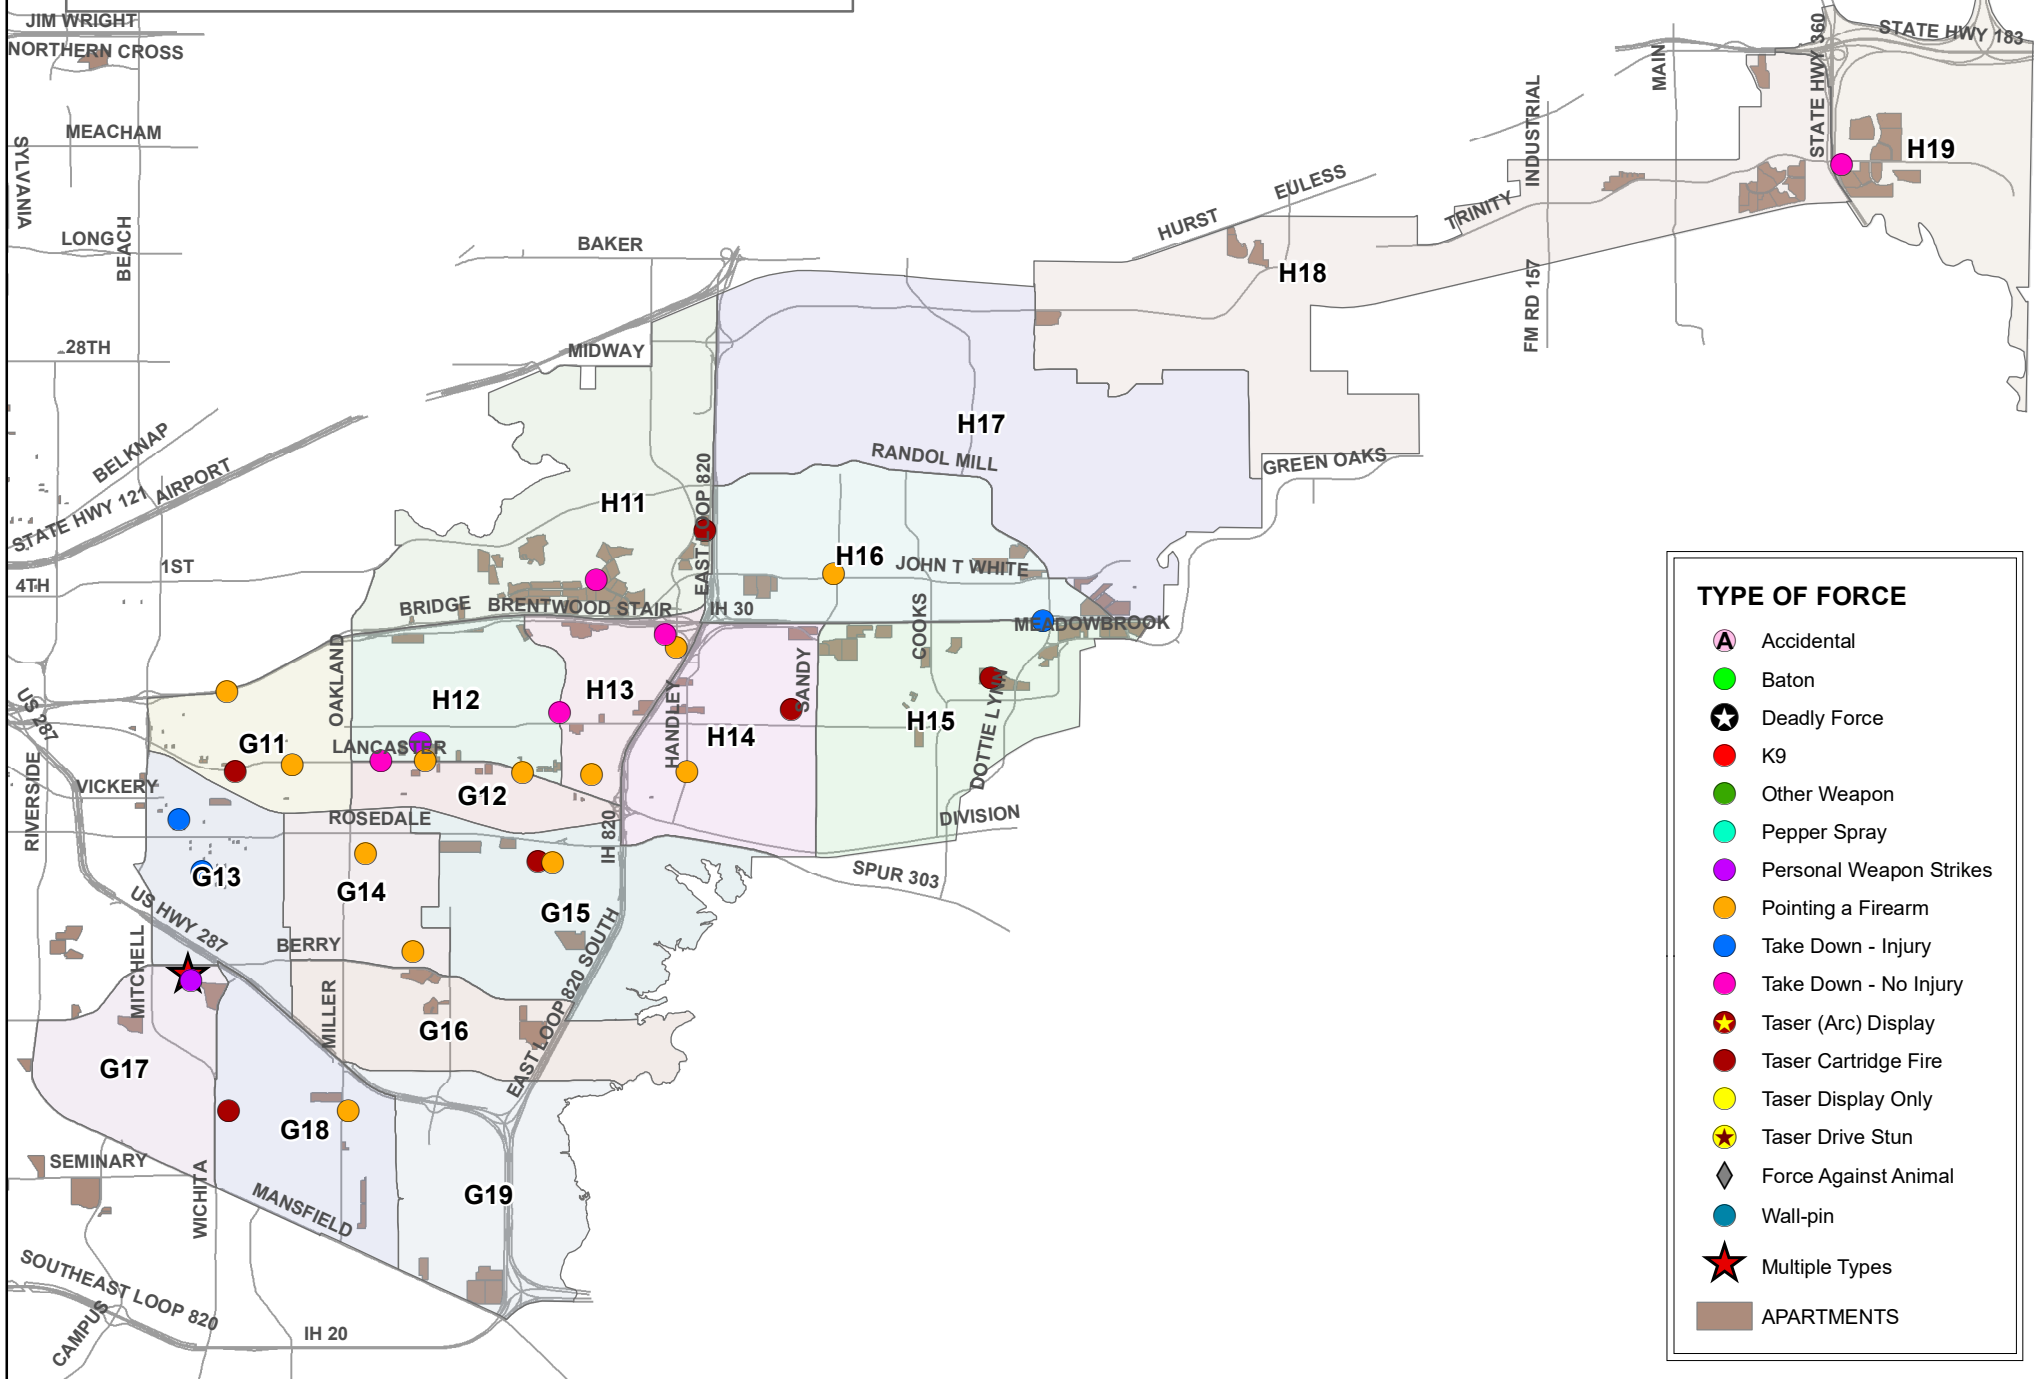 JIM WRIGHT
NORTHERN CROSS
STATE HWY 360
STATE HWY 183
MAIN
INDUSTRIAL
MEACHAM
SYLVANIA
H19
BEACH
LONG
BAKER
HURST
EULESS
TRINITY
H18
FM RD 157
28TH
MIDWAY
H17
RANDOL MILL
GREEN OAKS
BELKNAP
STATE HWY 121
AIRPORT
H11
EAST LOOP 820
H16
JOHN T WHITE
1ST
4TH
BRIDGE
BRENTWOOD STAIR
IH 30
COOKS
MEADOWBROOK
OAKLAND
US 287
H12
H13
HANDLEY
SANDY
H14
H15
DOTTIE LYNN
G11
LANCASTER
RIVERSIDE
VICKERY
G12
ROSEDALE
IH 820
DIVISION
SPUR 303
G13
G14
G15
US HWY 287
MITCHELL
BERRY
EAST LOOP 820 SOUTH
MILLER
G16
G17
G18
SEMINARY
WICHITA
MANSFIELD
G19
SOUTHEAST LOOP 820
CAMPUS
IH 20
TYPE OF FORCE
A Accidental
Baton
Deadly Force
K9
Other Weapon
Pepper Spray
Personal Weapon Strikes
Pointing a Firearm
Take Down - Injury
Take Down - No Injury
Taser (Arc) Display
Taser Cartridge Fire
Taser Display Only
Taser Drive Stun
Force Against Animal
Wall-pin
Multiple Types
APARTMENTS